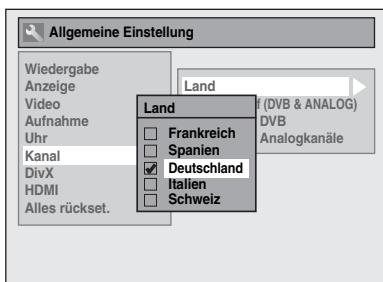 Allgemeine Einstellung
Wiedergabe
Anzeige
Video
Aufnahme
Uhr
Kanal
DivX
HDMI
Alles rückset.
Land
(DVB & ANALOG)
DVB
Analogkanäle
Land
Frankreich
Spanien
Deutschland
Italien
Schweiz